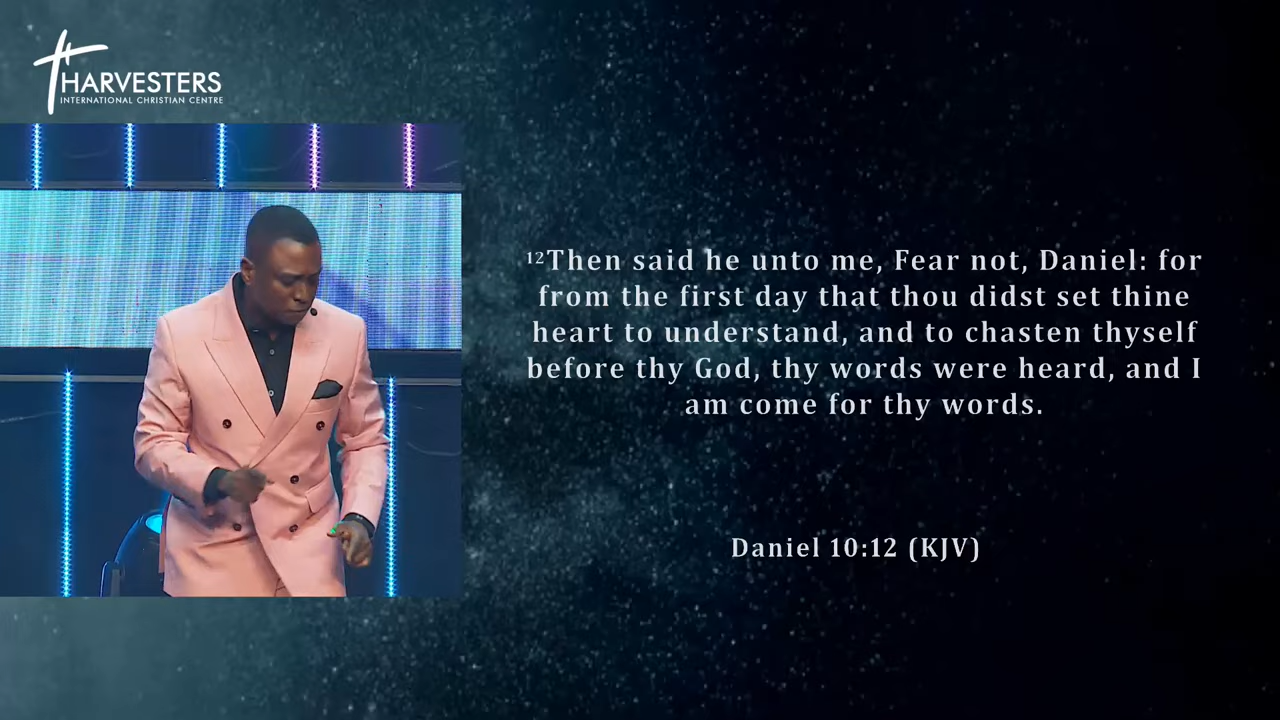 HARVESTERS
INTERNATIONAL CHRISTIAN CENTRE
¹²Then said he unto me, Fear not, Daniel: for
from the first day that thou didst set thine
heart to understand, and to chasten thyself
before thy God, thy words were heard, and I
am come for thy words.
Daniel 10:12 (KJV)